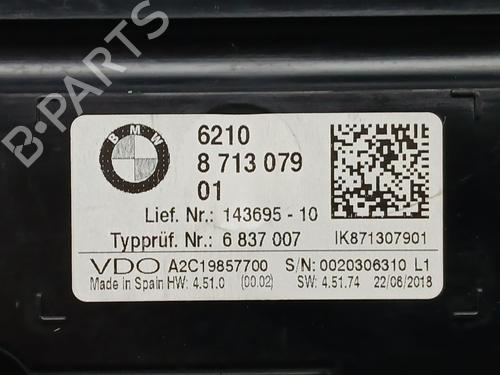 B-PARTS
BMW
6210
8 713 079
01
Lief. Nr.: 143695 - 10
Typprüf. Nr.: 6 837 007
IK871307901
VDO A2C19857700 S/N: 0020306310 L1
Made in Spain HW: 4.51.0 (00.02) SW: 4.51.74 22/06/2018